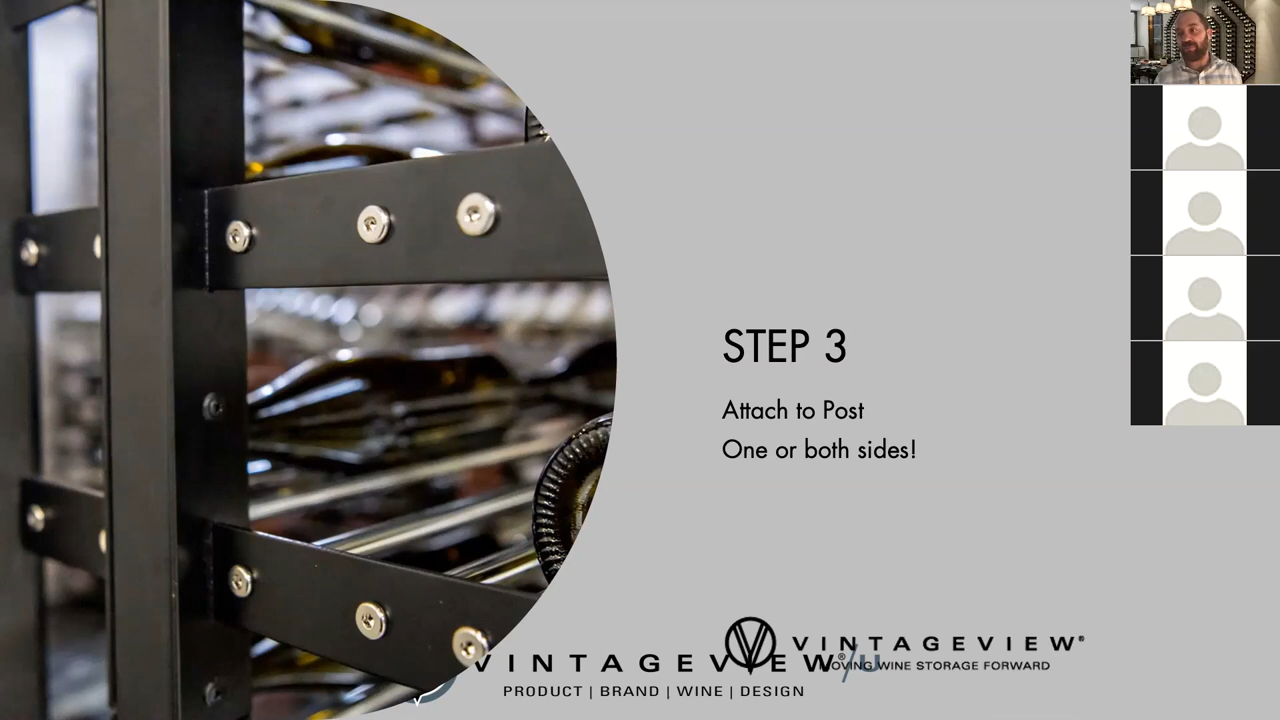 STEP 3
Attach to Post
One or both sides!
VINTAGEVIEW®
MOVING WINE STORAGE FORWARD
VINTAGEVIEW®/U
PRODUCT | BRAND | WINE | DESIGN